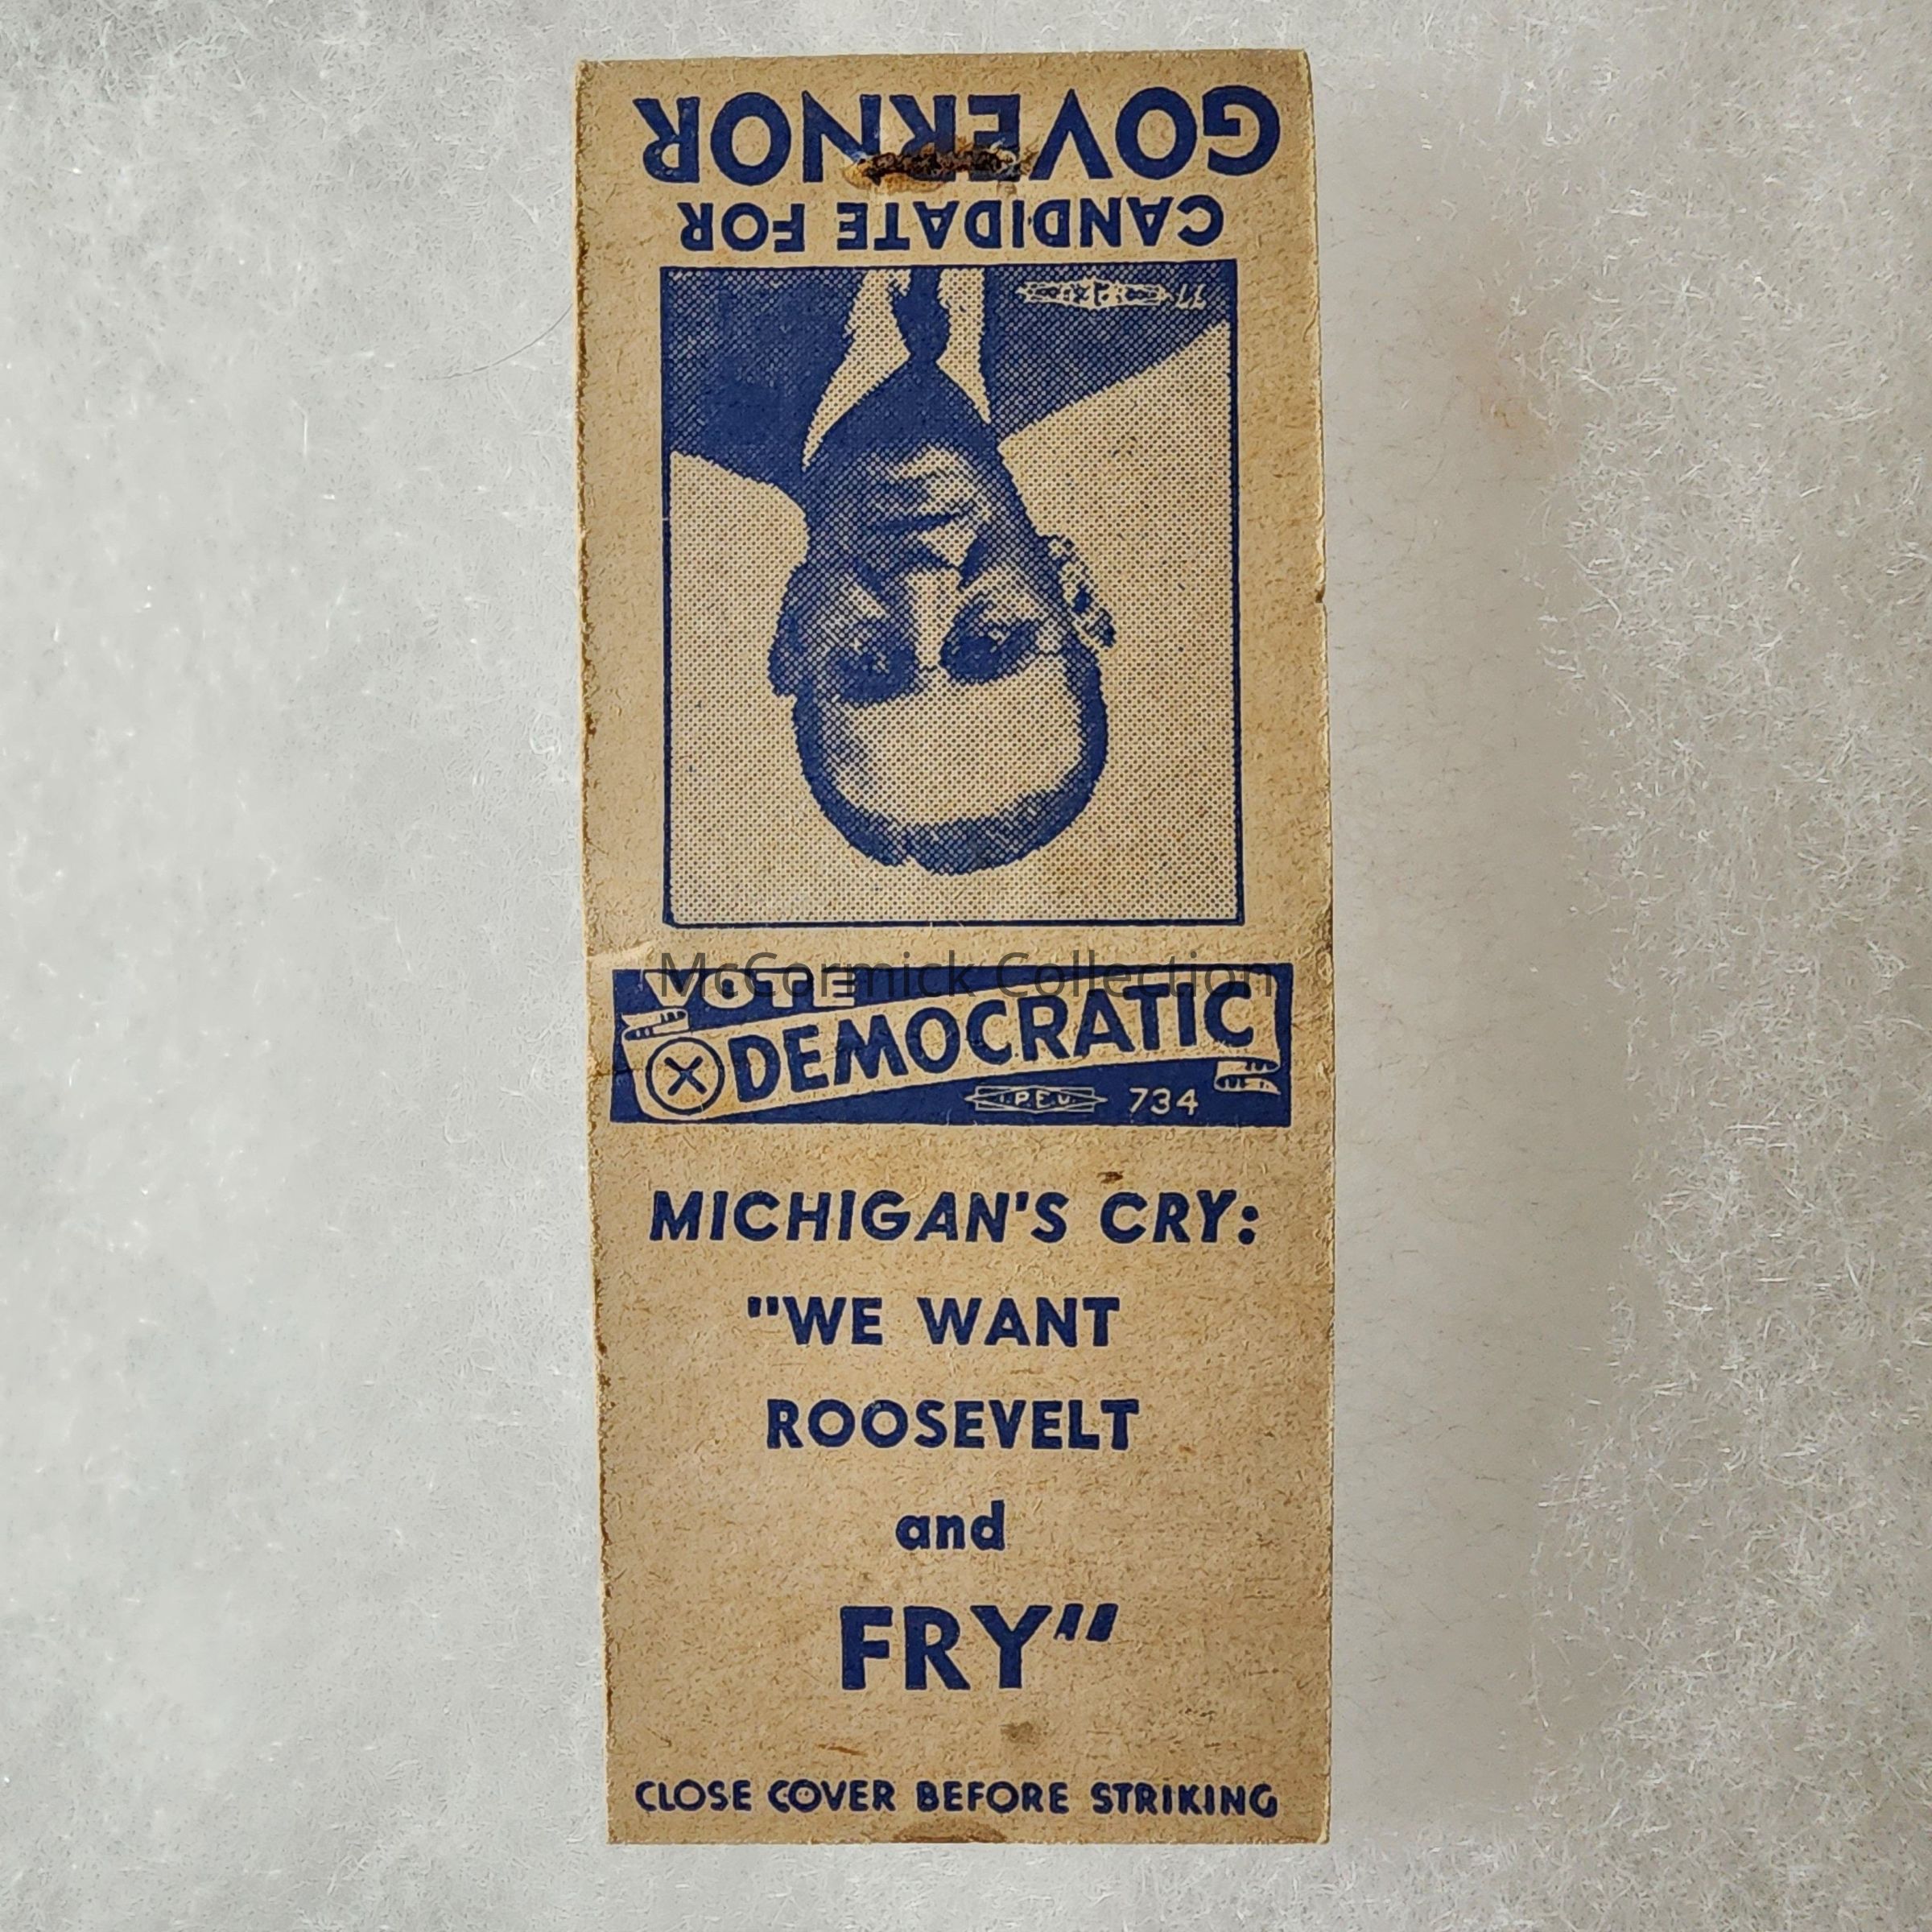 CANDIDATE FOR
GOVERNOR
77
McCormick Collection
VOTE
DEMOCRATIC
I.P.E.U. 734
MICHIGAN'S CRY:
"WE WANT
ROOSEVELT
and
FRY"
CLOSE COVER BEFORE STRIKING